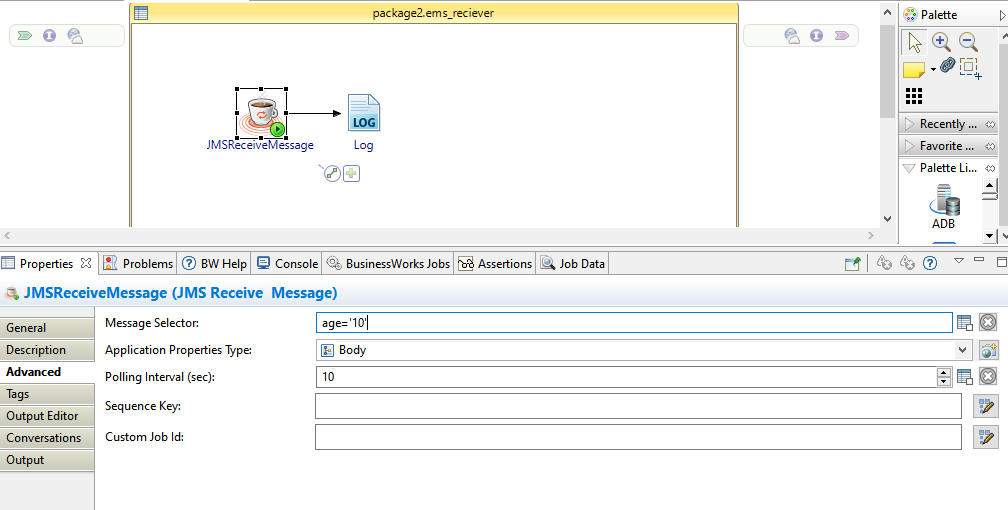 package2.ems_reciever
Palette
JMSReceiveMessage
LOG
Log
Recently ...
Favorite ...
Palette Li...
ADB
Properties
Problems
BW Help
Console
BusinessWorks Jobs
Assertions
Job Data
JMSReceiveMessage (JMS Receive Message)
General
Description
Advanced
Tags
Output Editor
Conversations
Output
Message Selector:
age='10'
Application Properties Type:
Body
Polling Interval (sec):
10
Sequence Key:
Custom Job Id: